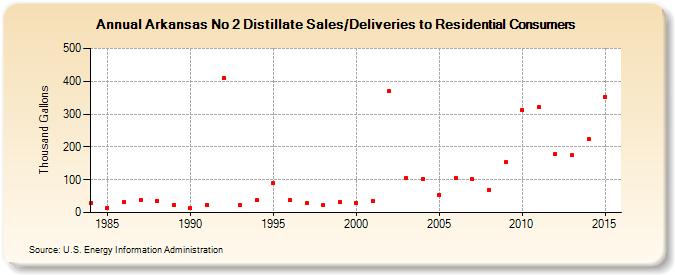 Annual Arkansas No 2 Distillate Sales/Deliveries to Residential Consumers
Thousand Gallons
500
400
300
200
100
0
1985 1990 1995 2000 2005 2010 2015
Source: U.S. Energy Information Administration